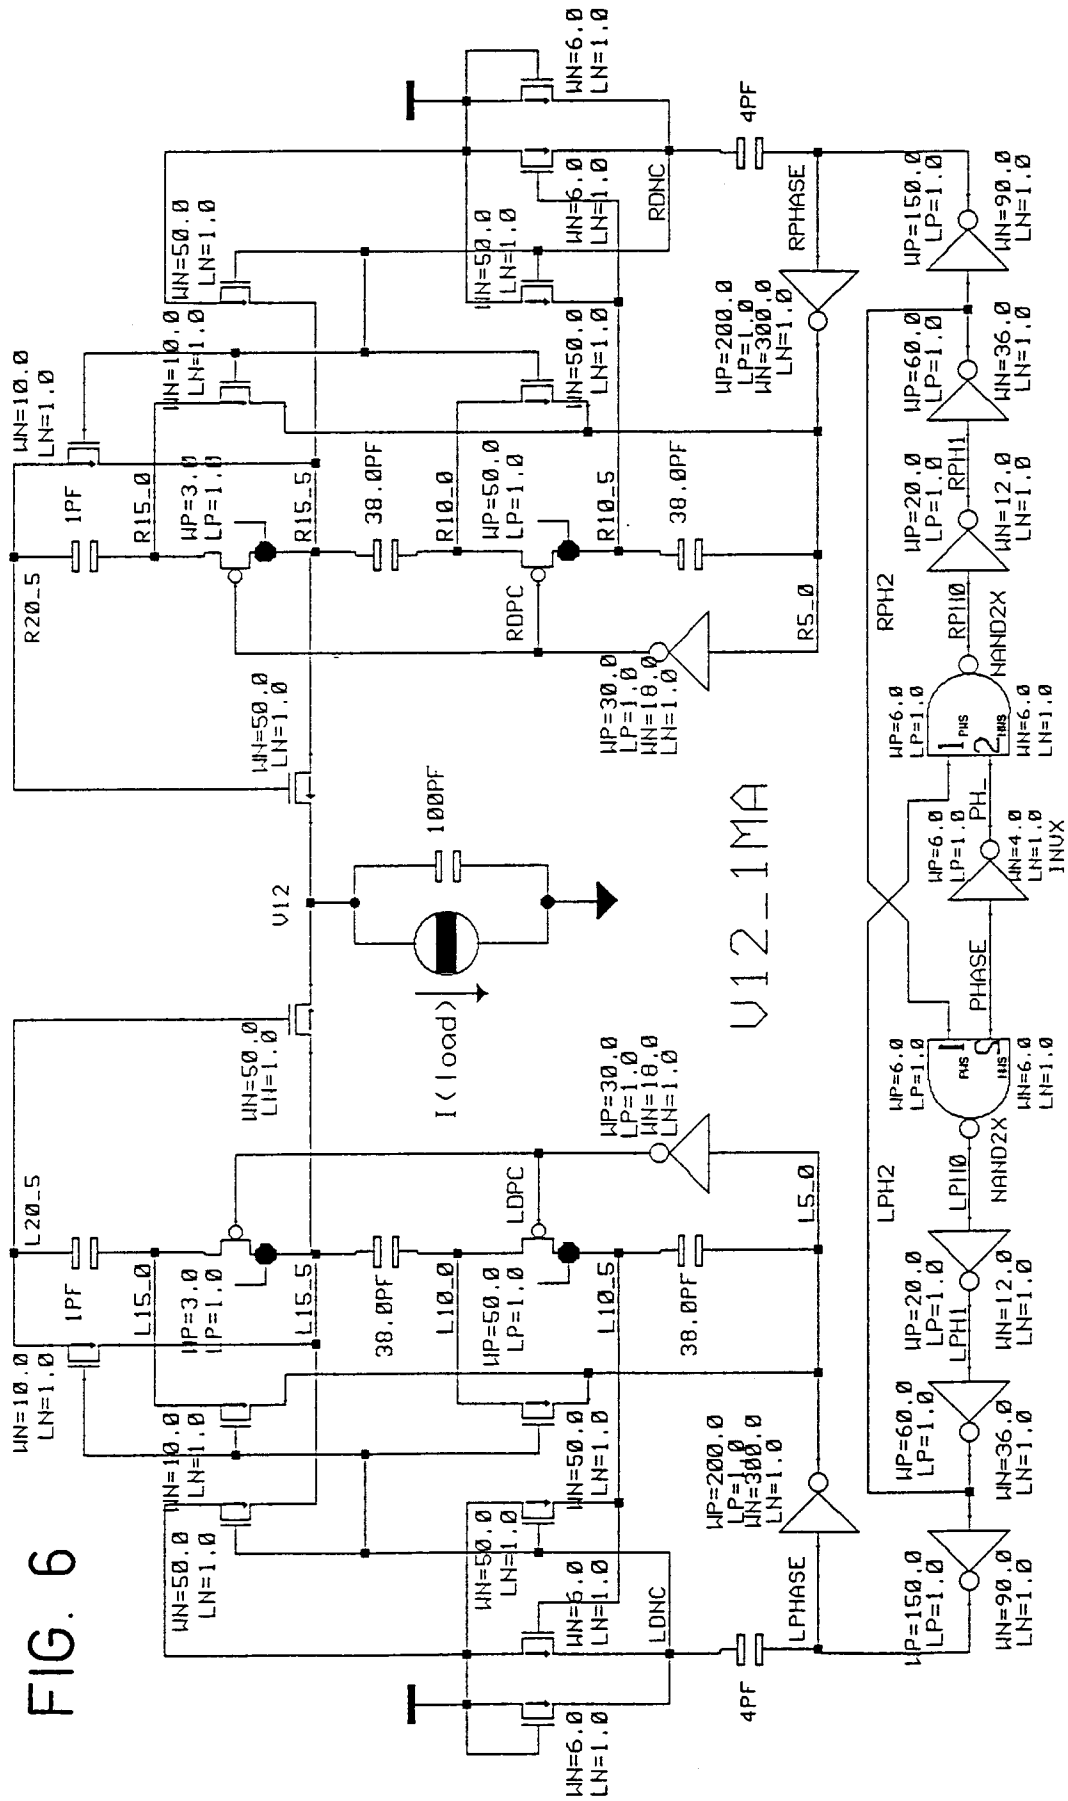 FIG. 6
WN=10.0
LN=1.0
1PF
L20_5
L15_0
WP=3.0
LP=1.0
L15_5
WN=10.0
LN=1.0
WN=50.0
LN=1.0
WN=50.0
LN=1.0
V12
WN=50.0
LN=1.0
R20_5
1PF
WN=10.0
LN=1.0
R15_0
WP=3.0
LP=1.0
R15_5
WN=10.0
LN=1.0
WN=50.0
LN=1.0
38.0PF
L10_0
WP=50.0
LP=1.0
LDPC
L10_5
38.0PF
WN=50.0
LN=1.0
WN=50.0
LN=1.0
WN=6.0
LN=1.0
WN=6.0
LN=1.0
LDNC
I(load)
100PF
38.0PF
R10_0
WP=50.0
LP=1.0
RDPC
R10_5
38.0PF
WN=50.0
LN=1.0
WN=50.0
LN=1.0
WN=6.0
LN=1.0
WN=6.0
LN=1.0
RDNC
4PF
LPHASE
WP=200.0
LP=1.0
WN=300.0
LN=1.0
L5_0
WP=30.0
LP=1.0
WN=18.0
LN=1.0
V12_1MA
WP=30.0
LP=1.0
WN=18.0
LN=1.0
R5_0
WP=200.0
LP=1.0
WN=300.0
LN=1.0
RPHASE
4PF
LPH2
RPH2
WP=150.0
LP=1.0
WN=90.0
LN=1.0
WP=60.0
LP=1.0
WN=36.0
LN=1.0
WP=20.0
LP=1.0
LPH1
WN=12.0
LN=1.0
LPH0
NAND2X
WP=6.0
LP=1.0
WN=6.0
LN=1.0
PHASE
WP=6.0
LP=1.0
WN=4.0
LN=1.0
INVX
PH_
WP=6.0
LP=1.0
1
2
WN=6.0
LN=1.0
NAND2X
RPH0
WP=20.0
LP=1.0
RPH1
WN=12.0
LN=1.0
WP=60.0
LP=1.0
WN=36.0
LN=1.0
WP=150.0
LP=1.0
WN=90.0
LN=1.0